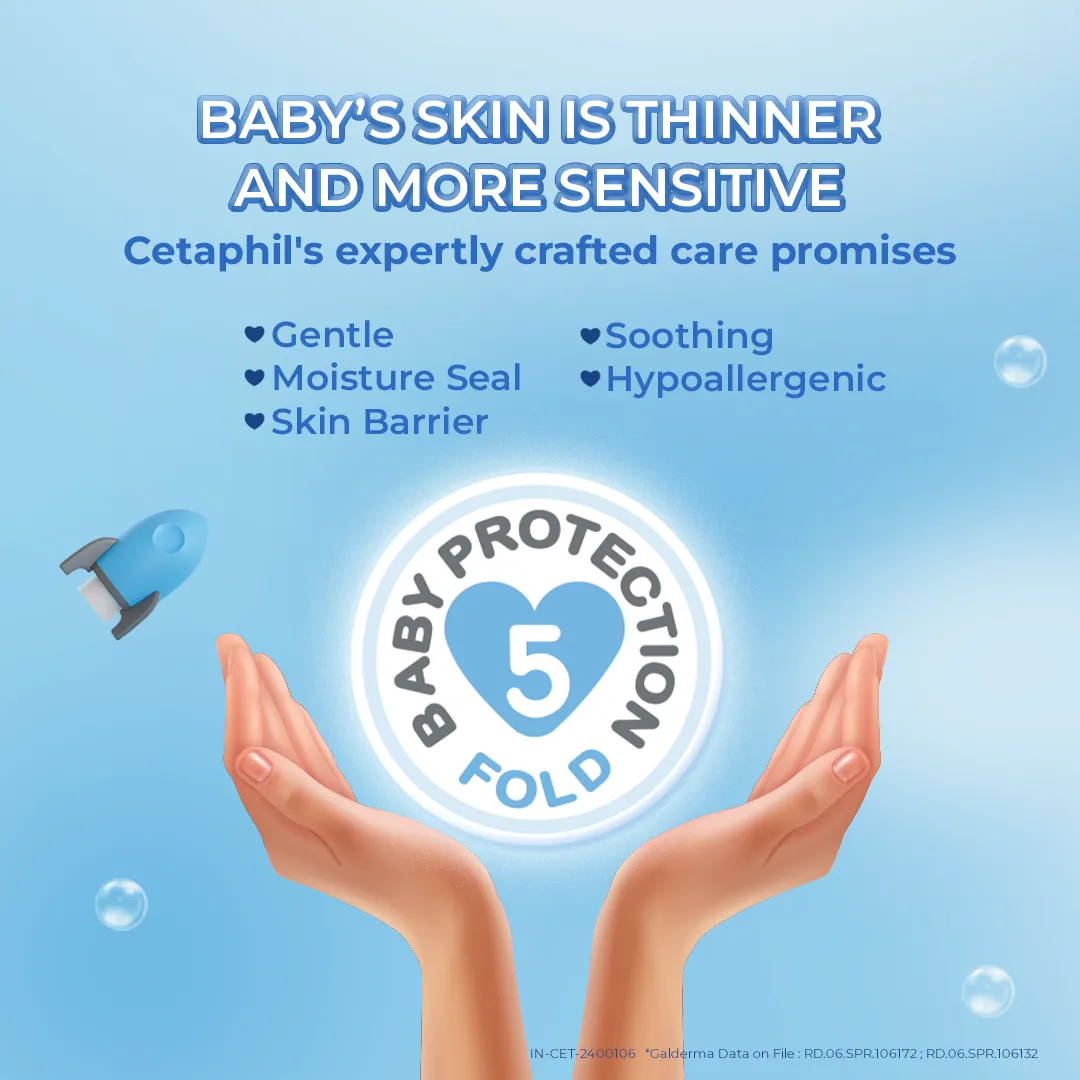 BABY'S SKIN IS THINNER
AND MORE SENSITIVE
Cetaphil's expertly crafted care promises
Gentle
Moisture Seal
Skin Barrier
Soothing
Hypoallergenic
BABY PROTECTION
5
FOLD
IN-CET-2400106 *Galderma Data on File : RD.06.SPR.106172 ; RD.06.SPR.106132